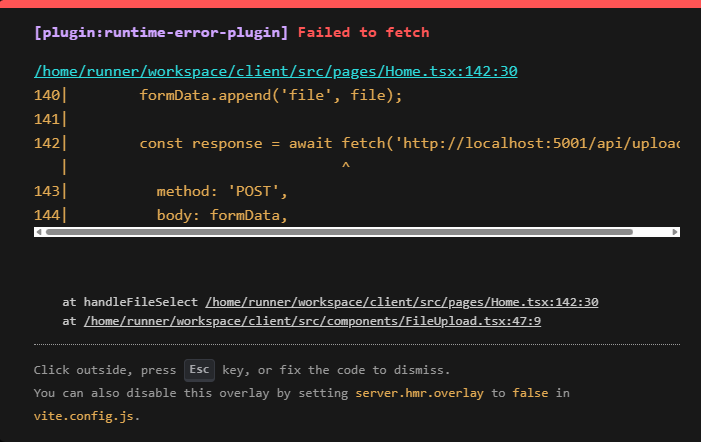 [plugin:runtime-error-plugin] Failed to fetch
/home/runner/workspace/client/src/pages/Home.tsx:142:30
140|        formData.append('file', file);
141|
142|        const response = await fetch('http://localhost:5001/api/upload
   |                               ^
143|          method: 'POST',
144|          body: formData,
at handleFileSelect /home/runner/workspace/client/src/pages/Home.tsx:142:30
at /home/runner/workspace/client/src/components/FileUpload.tsx:47:9
Click outside, press Esc key, or fix the code to dismiss.
You can also disable this overlay by setting server.hmr.overlay to false in
vite.config.js.